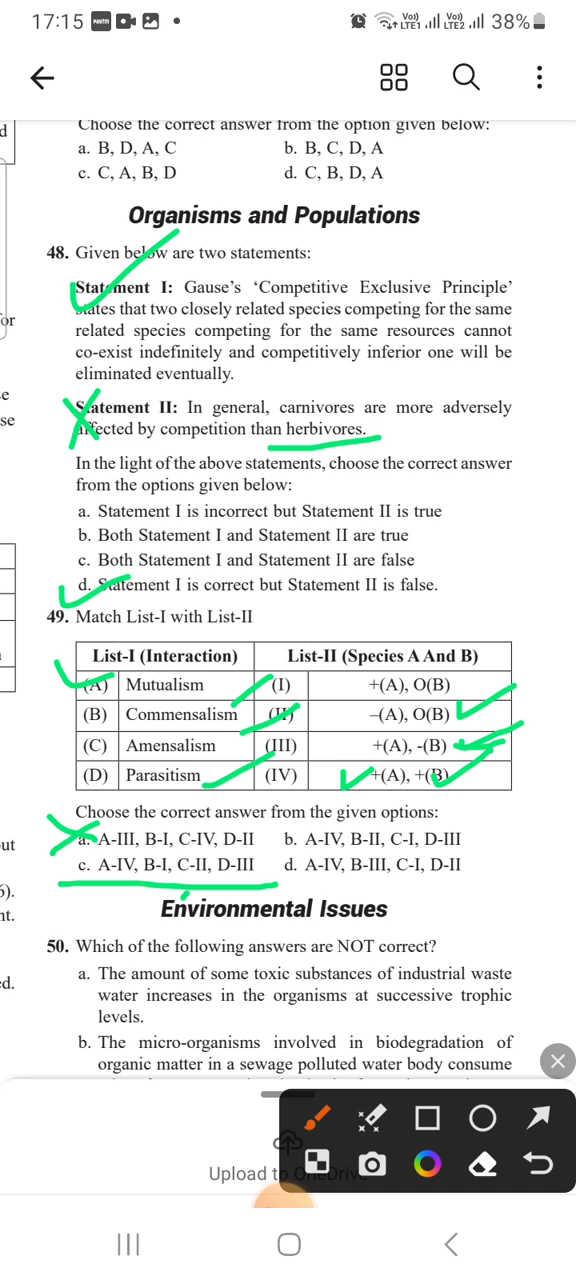 17:15 Paytm Vo) LTE1 Vo) LTE2 38%
d
Choose the correct answer from the option given below:
a. B, D, A, C b. B, C, D, A
c. C, A, B, D d. C, B, D, A
Organisms and Populations
48. Given below are two statements:
Statement I: Gause's 'Competitive Exclusive Principle'
for states that two closely related species competing for the same
related species competing for the same resources cannot
co-exist indefinitely and competitively inferior one will be
eliminated eventually.
se Statement II: In general, carnivores are more adversely
affected by competition than herbivores.
In the light of the above statements, choose the correct answer
from the options given below:
a. Statement I is incorrect but Statement II is true
b. Both Statement I and Statement II are true
c. Both Statement I and Statement II are false
d. Statement I is correct but Statement II is false.
49. Match List-I with List-II
List-I (Interaction) List-II (Species A And B)
(A) Mutualism (I) +(A), O(B)
(B) Commensalism (II) –(A), O(B)
(C) Amensalism (III) +(A), -(B)
(D) Parasitism (IV) +(A), +(B)
Choose the correct answer from the given options:
a. A-III, B-I, C-IV, D-II b. A-IV, B-II, C-I, D-III
c. A-IV, B-I, C-II, D-III d. A-IV, B-III, C-I, D-II
Environmental Issues
50. Which of the following answers are NOT correct?
a. The amount of some toxic substances of industrial waste
water increases in the organisms at successive trophic
levels.
b. The micro-organisms involved in biodegradation of
organic matter in a sewage polluted water body consume
Upload to OneDrive